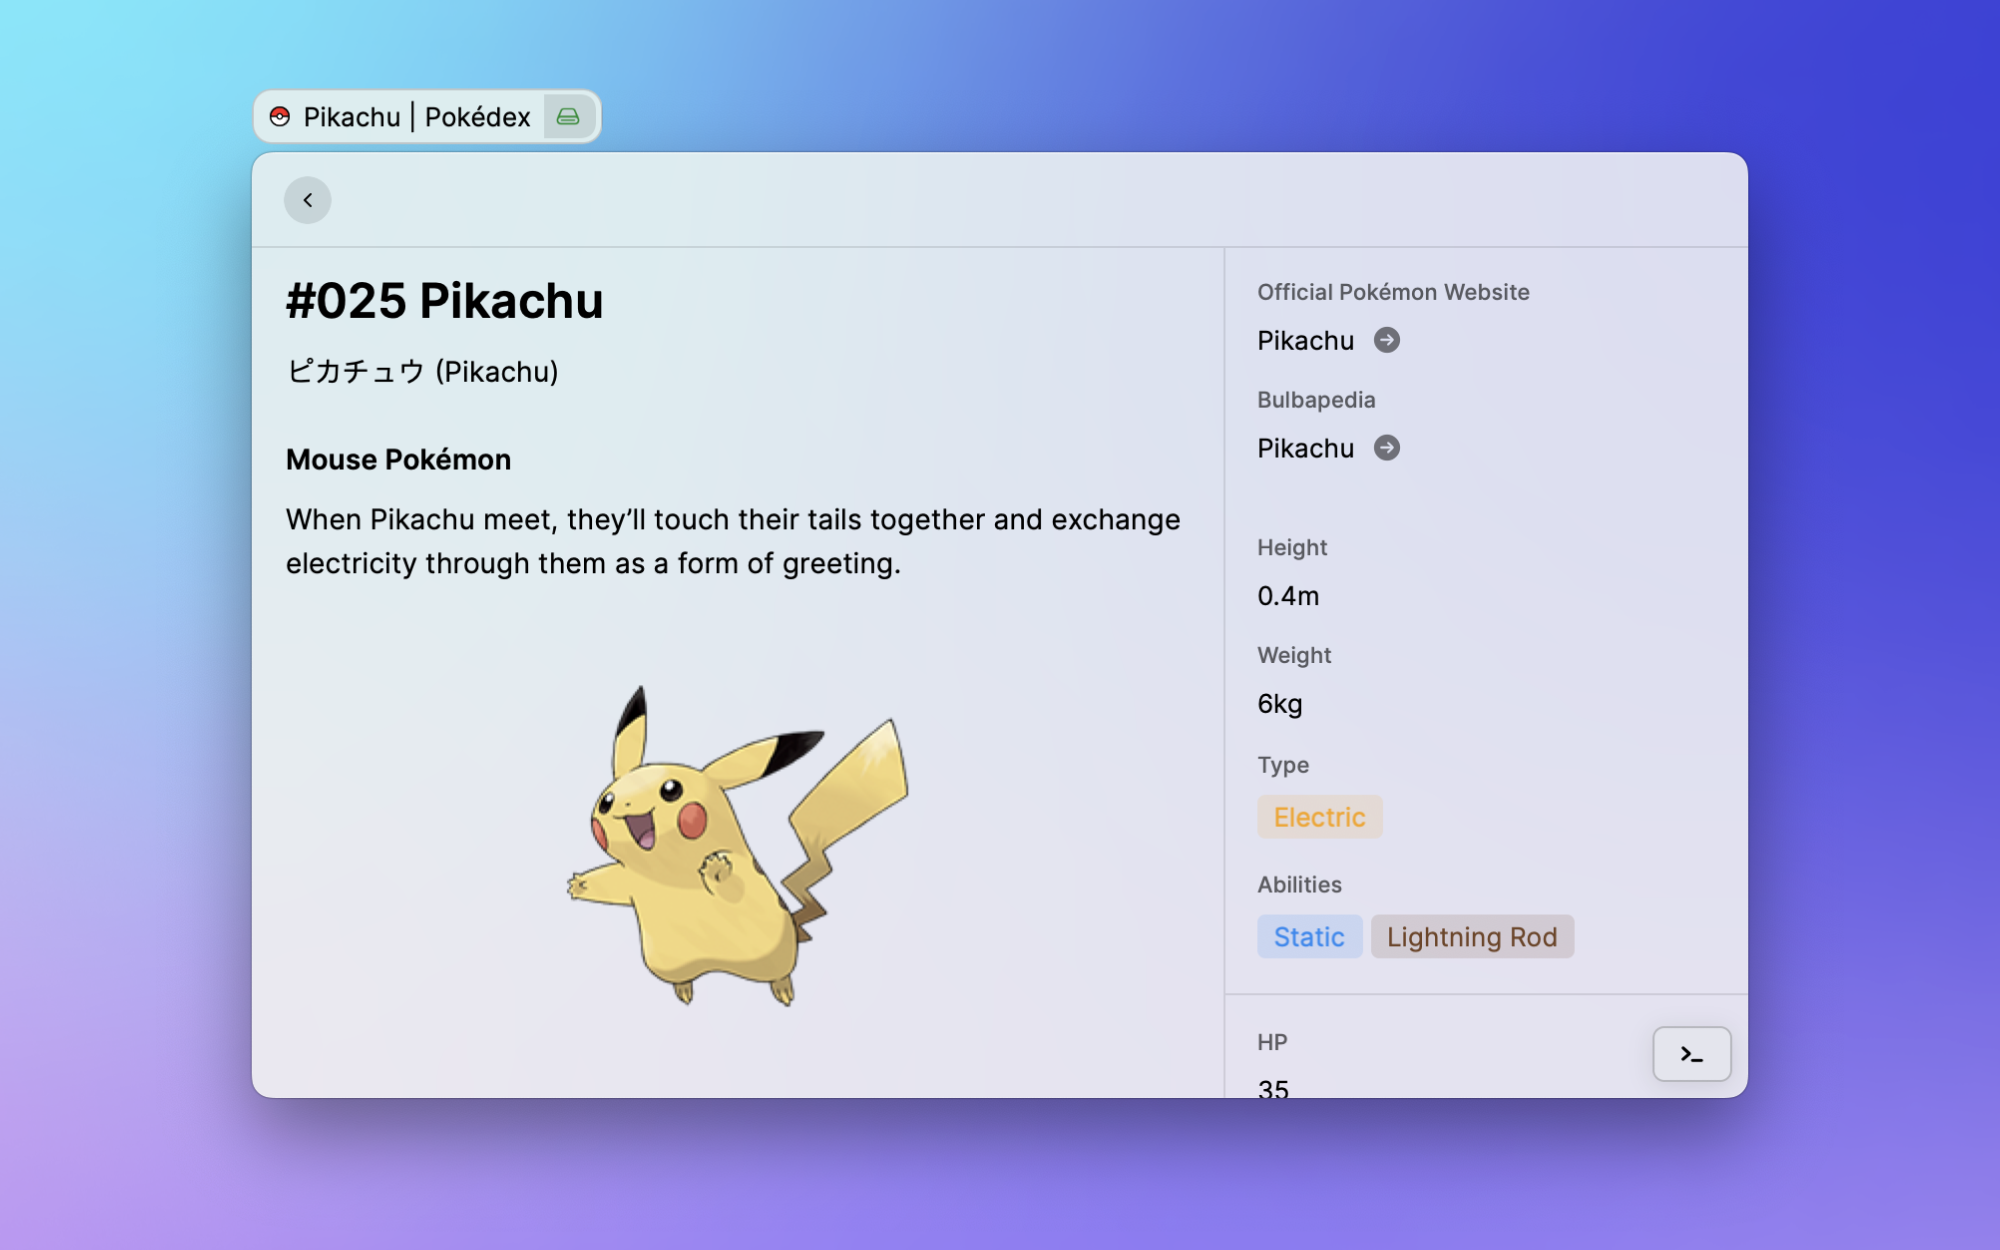 Pikachu | Pokédex
#025 Pikachu
ピカチュウ (Pikachu)
Mouse Pokémon
When Pikachu meet, they’ll touch their tails together and exchange
electricity through them as a form of greeting.
Official Pokémon Website
Pikachu
Bulbapedia
Pikachu
Height
0.4m
Weight
6kg
Type
Electric
Abilities
Static Lightning Rod
HP
35